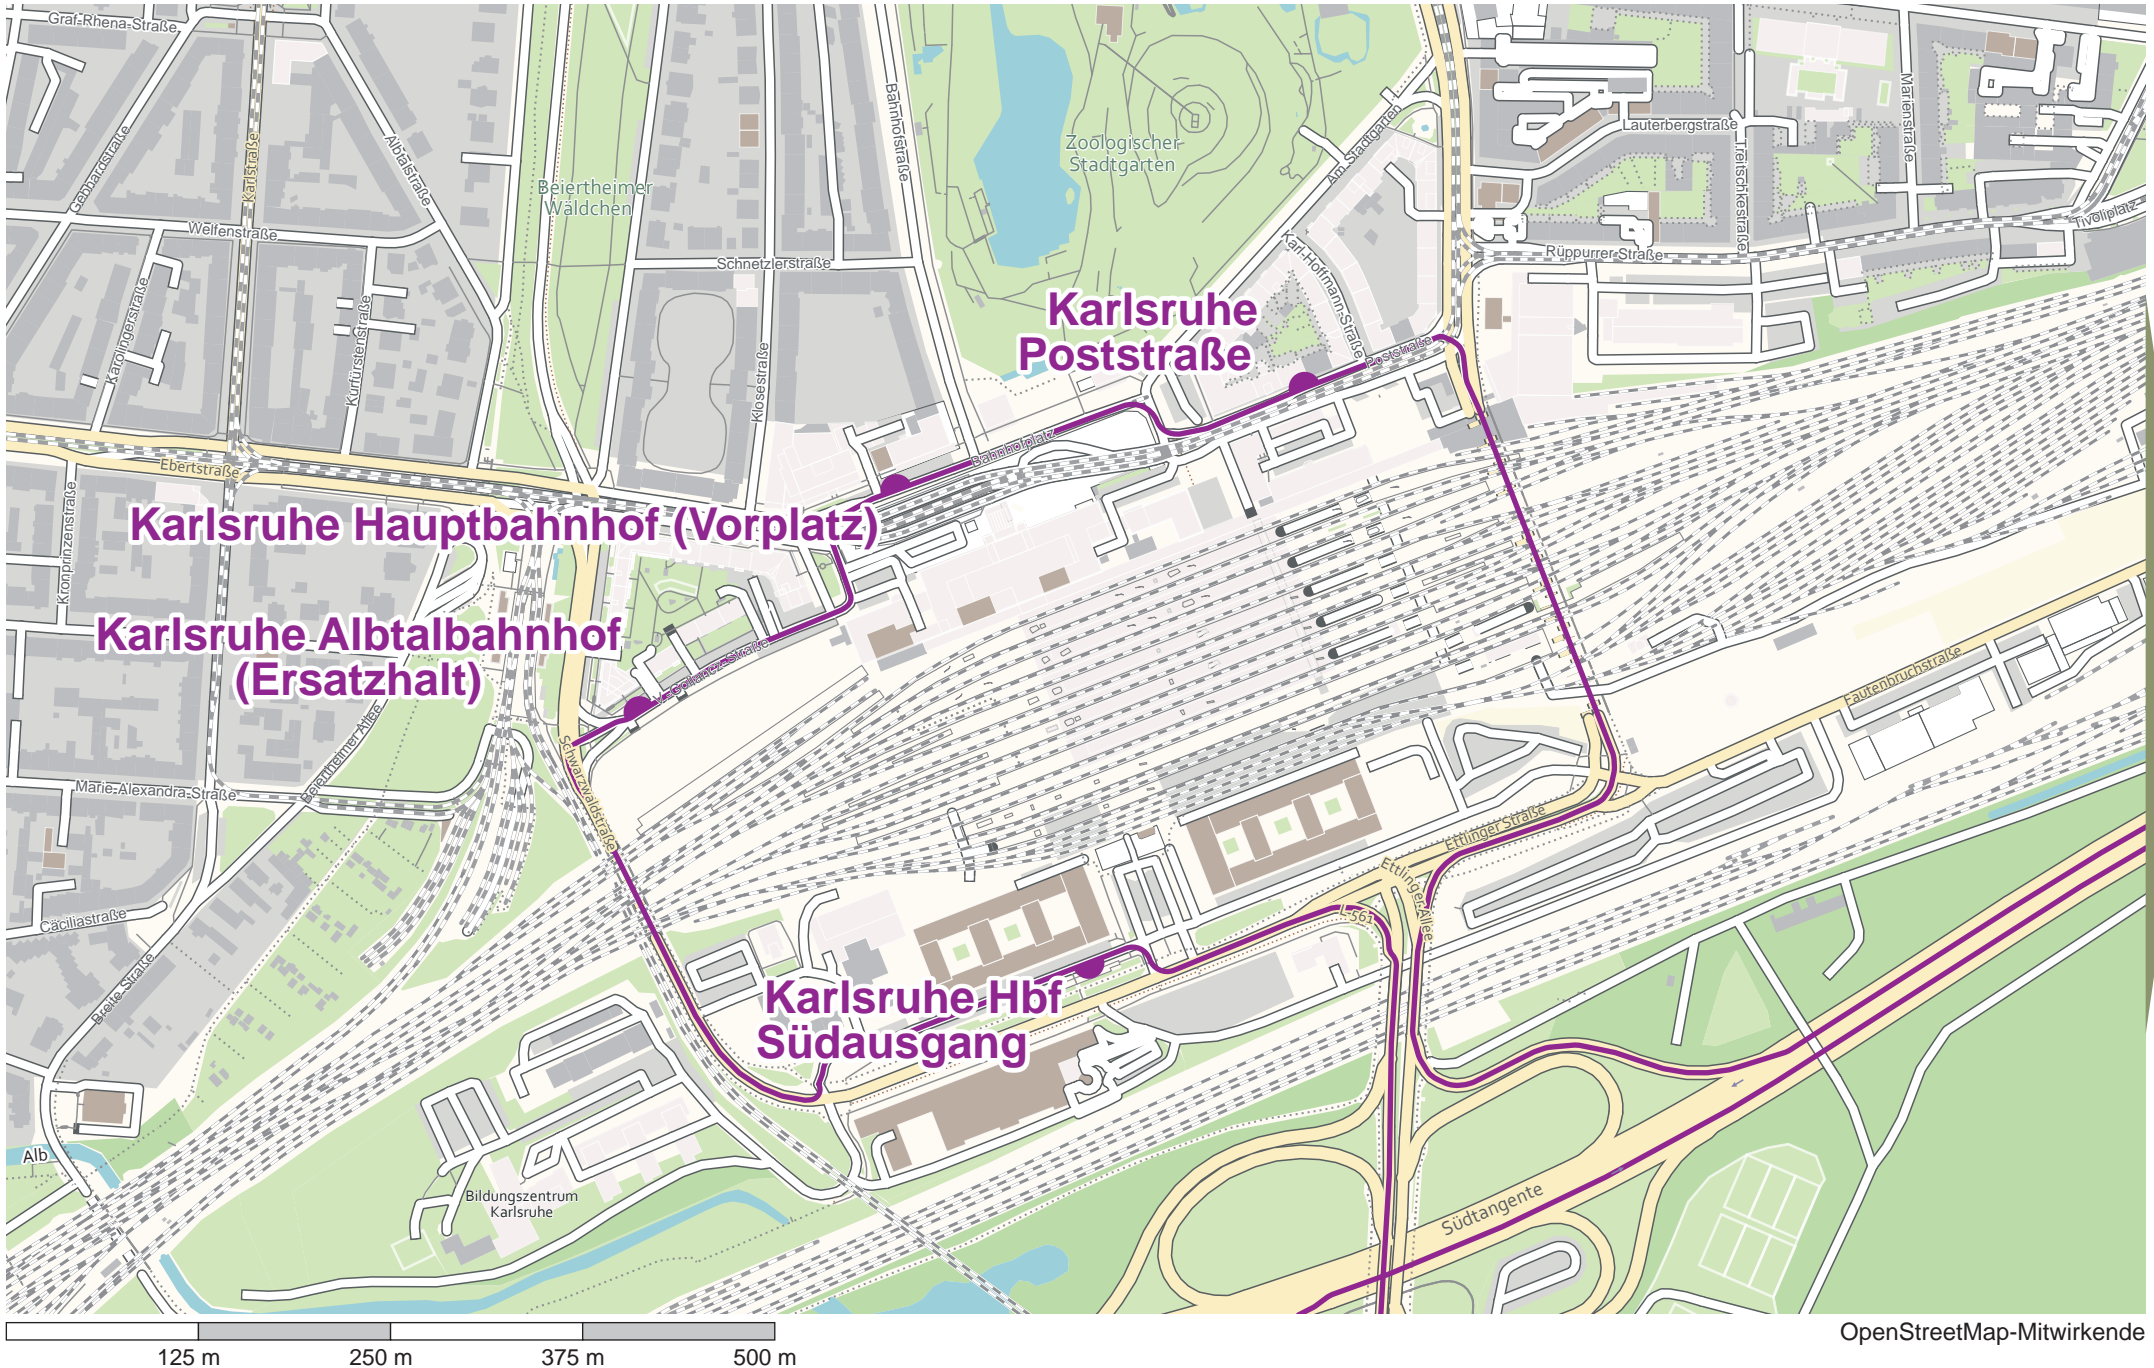 Graf-Rhena-Straße
Gebhardstraße
Karlstraße
Albtalstraße
Welfenstraße
Karolingerstraße
Kurfürstenstraße
Beiertheimer
Wäldchen
Bahnhofstraße
Schnetzlerstraße
Klosestraße
Zoologischer
Stadtgarten
Am Stadtgarten
Karl-Hoffmann-Straße
Lauterbergstraße
Treitschkestraße
Marienstraße
Tivoliplatz
Rüppurrer Straße
Karlsruhe
Poststraße
Poststraße
Bahnhofplatz
Ebertstraße
Kronprinzenstraße
Karlsruhe Hauptbahnhof (Vorplatz)
Karlsruhe Albtalbahnhof
(Ersatzhalt)
V.-Gollancz-Straße
Schwarzwaldstraße
Beiertheimer Allee
Marie-Alexandra-Straße
Cäciliastraße
Breite Straße
Fautenbruchstraße
Ettlinger Straße
Ettlinger Allee
L 561
Karlsruhe Hbf
Südausgang
Alb
Bildungszentrum
Karlsruhe
Südtangente
125 m
250 m
375 m
500 m
OpenStreetMap-Mitwirkende